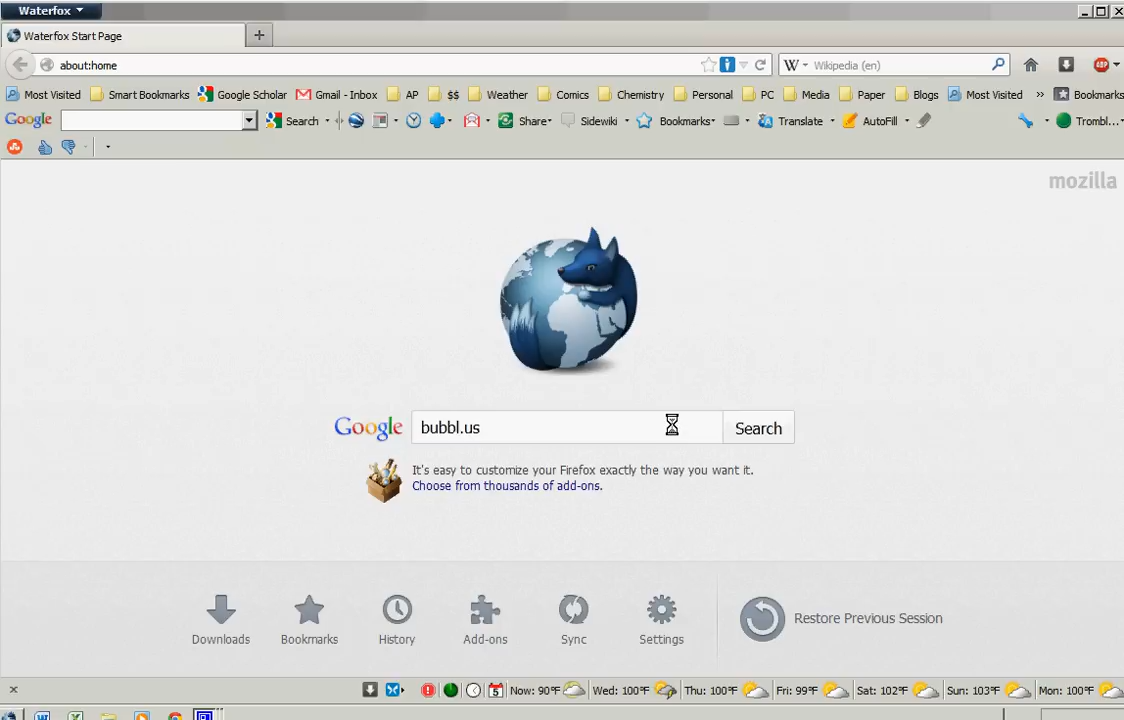 Waterfox
Waterfox Start Page
about:home
Wikipedia (en)
Most Visited Smart Bookmarks Google Scholar Gmail - Inbox AP $$ Weather Comics Chemistry Personal PC Media Paper Blogs Most Visited » Bookmarks
Google Search Share Sidewiki Bookmarks Translate AutoFill Trombl...
mozilla
Google bubbl.us Search
It's easy to customize your Firefox exactly the way you want it.
Choose from thousands of add-ons.
Downloads Bookmarks History Add-ons Sync Settings Restore Previous Session
Now: 90°F Wed: 100°F Thu: 100°F Fri: 99°F Sat: 102°F Sun: 103°F Mon: 100°F